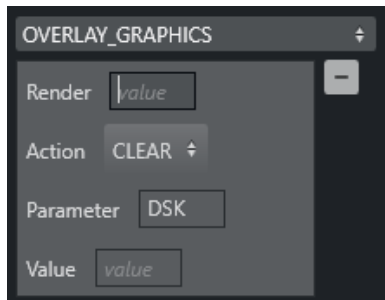 OVERLAY_GRAPHICS
Render value
Action CLEAR
Parameter DSK
Value value